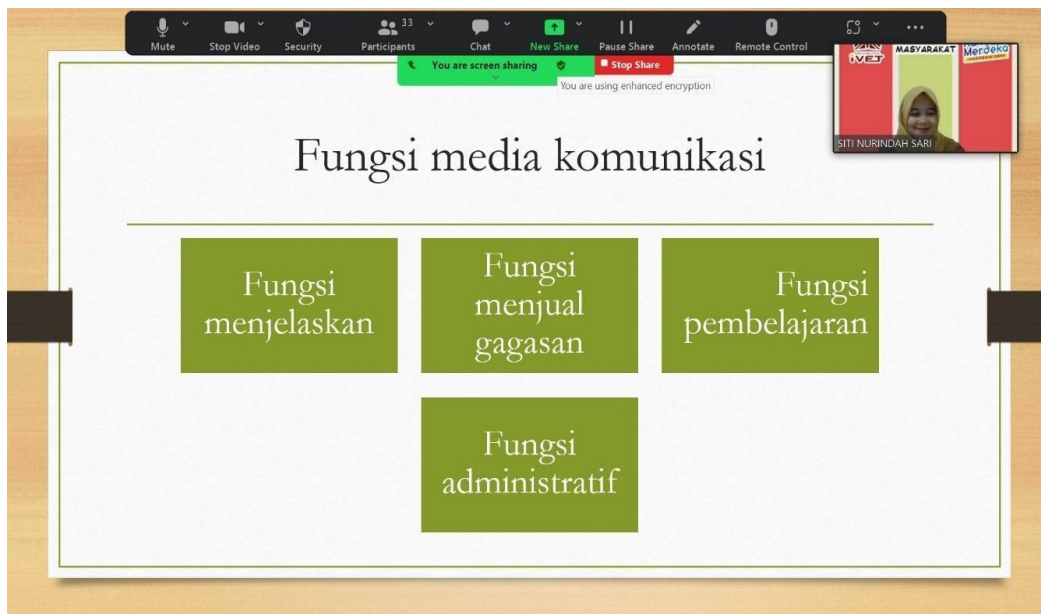 33
Mute
Stop Video
Security
Participants
Chat
New Share
Pause Share
Annotate
Remote Control
You are screen sharing
Stop Share
You are using enhanced encryption
IVET
MASYARAKAT
Merdeka
SITI NURINDAH SARI
Fungsi media komunikasi
Fungsi
menjelaskan
Fungsi
menjual
gagasan
Fungsi
pembelajaran
Fungsi
administratif